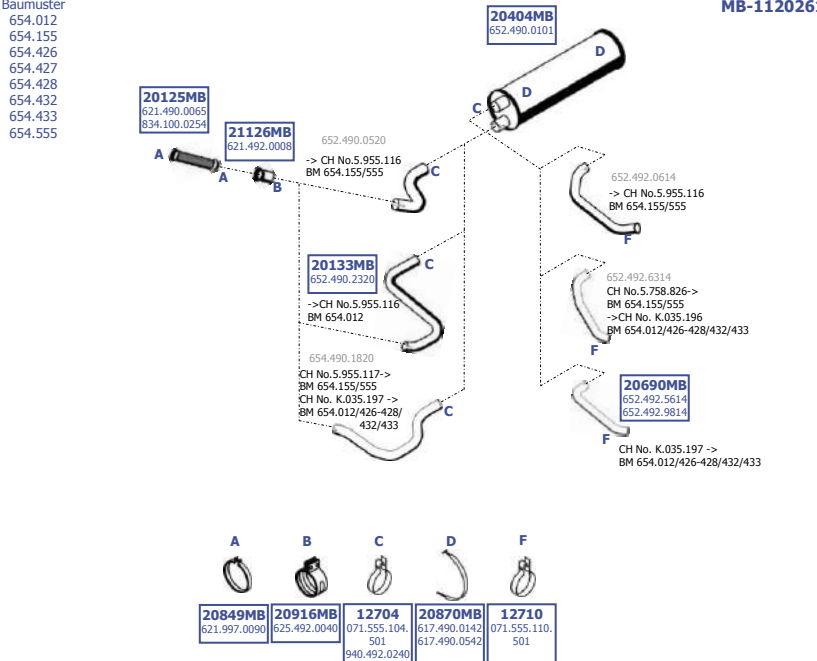 Baumuster
654.012
654.155
654.426
654.427
654.428
654.432
654.433
654.555
20404MB
652.490.0101
D
D
C
20125MB
621.490.0065
834.100.0254
A
A
21126MB
621.492.0008
B
652.490.0520
-> CH No.5.955.116
BM 654.155/555
C
652.492.0614
-> CH No.5.955.116
BM 654.155/555
F
20133MB
652.490.2320
->CH No.5.955.116
BM 654.012
C
652.492.6314
CH No.5.758.826->
BM 654.155/555
->CH No. K.035.196
BM 654.012/426-428/432/433
F
654.490.1820
CH No.5.955.117->
BM 654.155/555
CH No. K.035.197 ->
BM 654.012/426-428/
432/433
C
20690MB
652.492.5614
652.492.9814
F
CH No. K.035.197 ->
BM 654.012/426-428/432/433
A
B
C
D
F
20849MB
621.997.0090
20916MB
625.492.0040
12704
071.555.104.
501
940.492.0240
20870MB
617.490.0142
617.490.0542
12710
071.555.110.
501